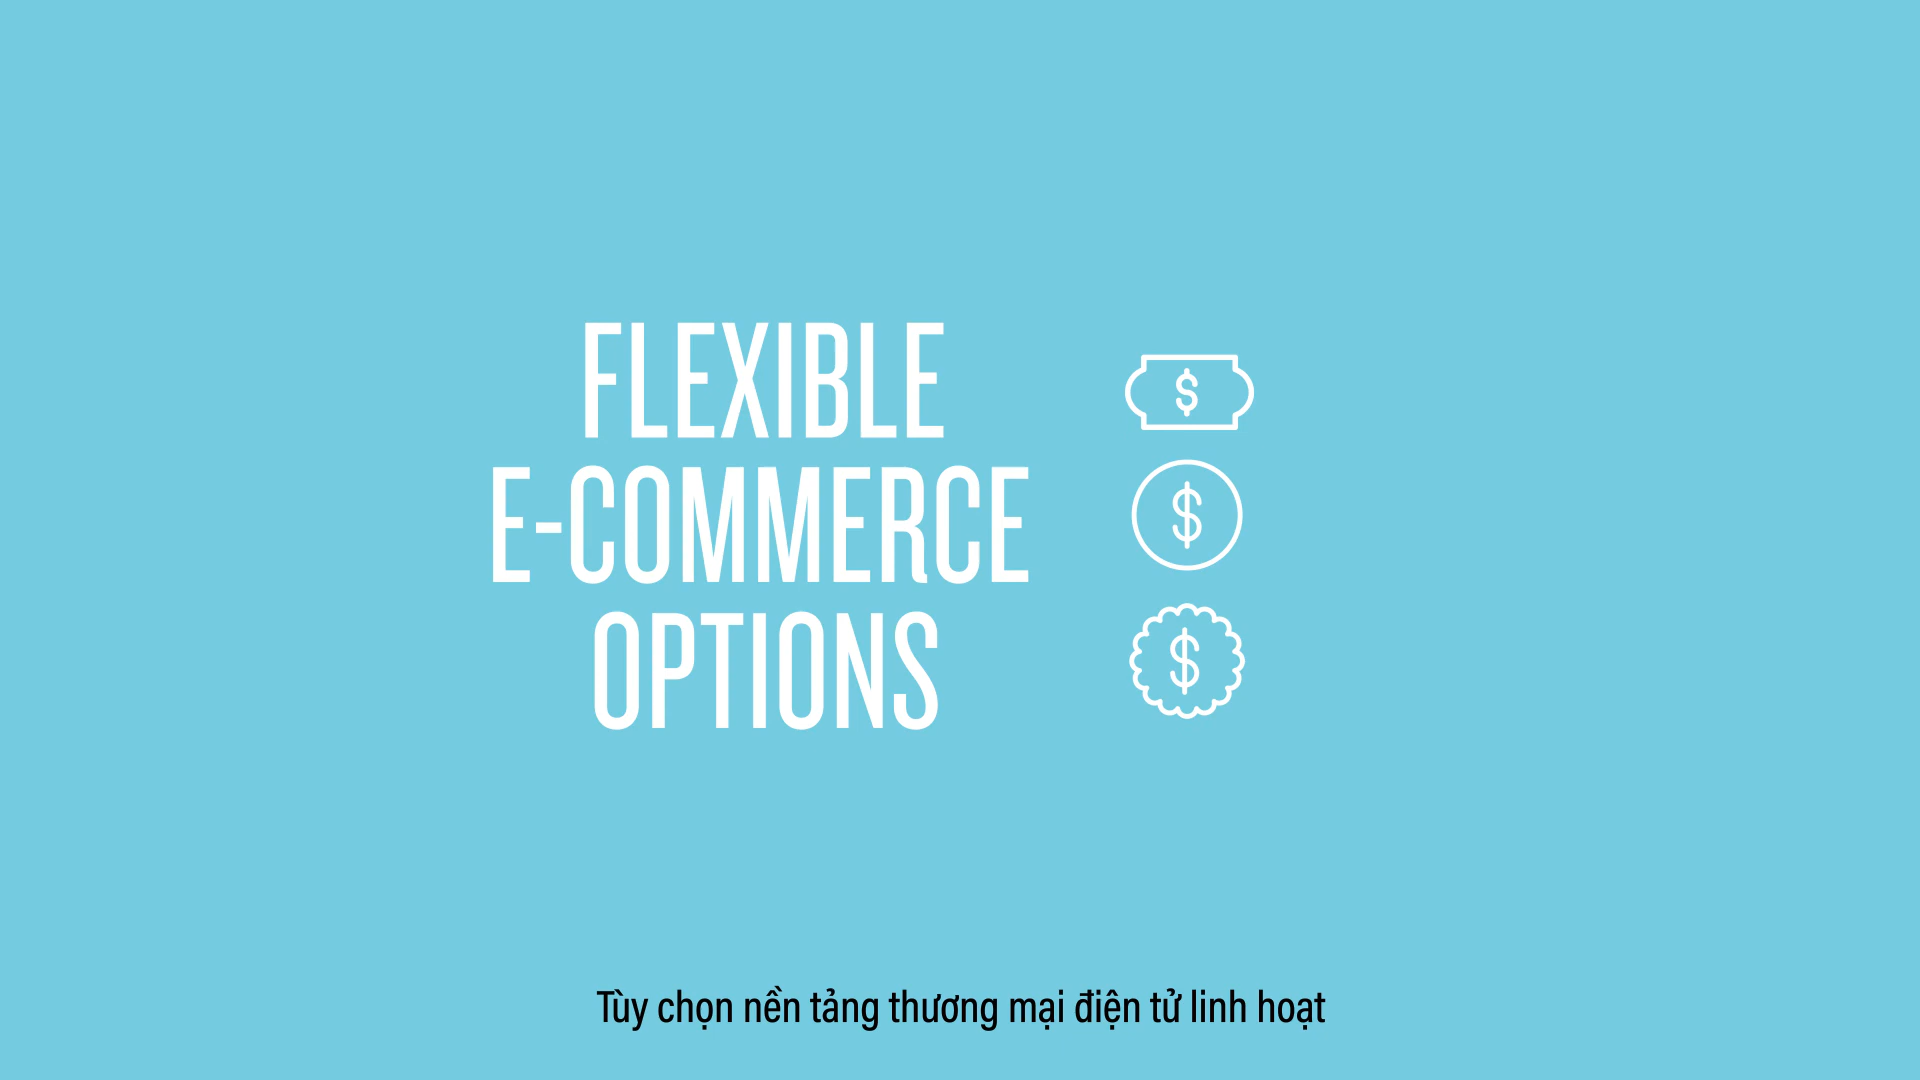 FLEXIBLE
E-COMMERCE
OPTIONS
$
$
$
Tùy chọn nền tảng thương mại điện tử linh hoạt